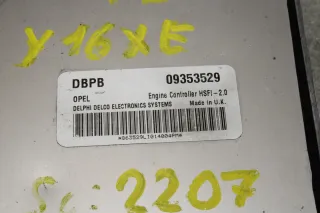 Y16XE
DBPB 09353529
OPEL Engine Controller HSFI-2.0
DELPHI DELCO ELECTRONICS SYSTEMS Made in U.K.
2207